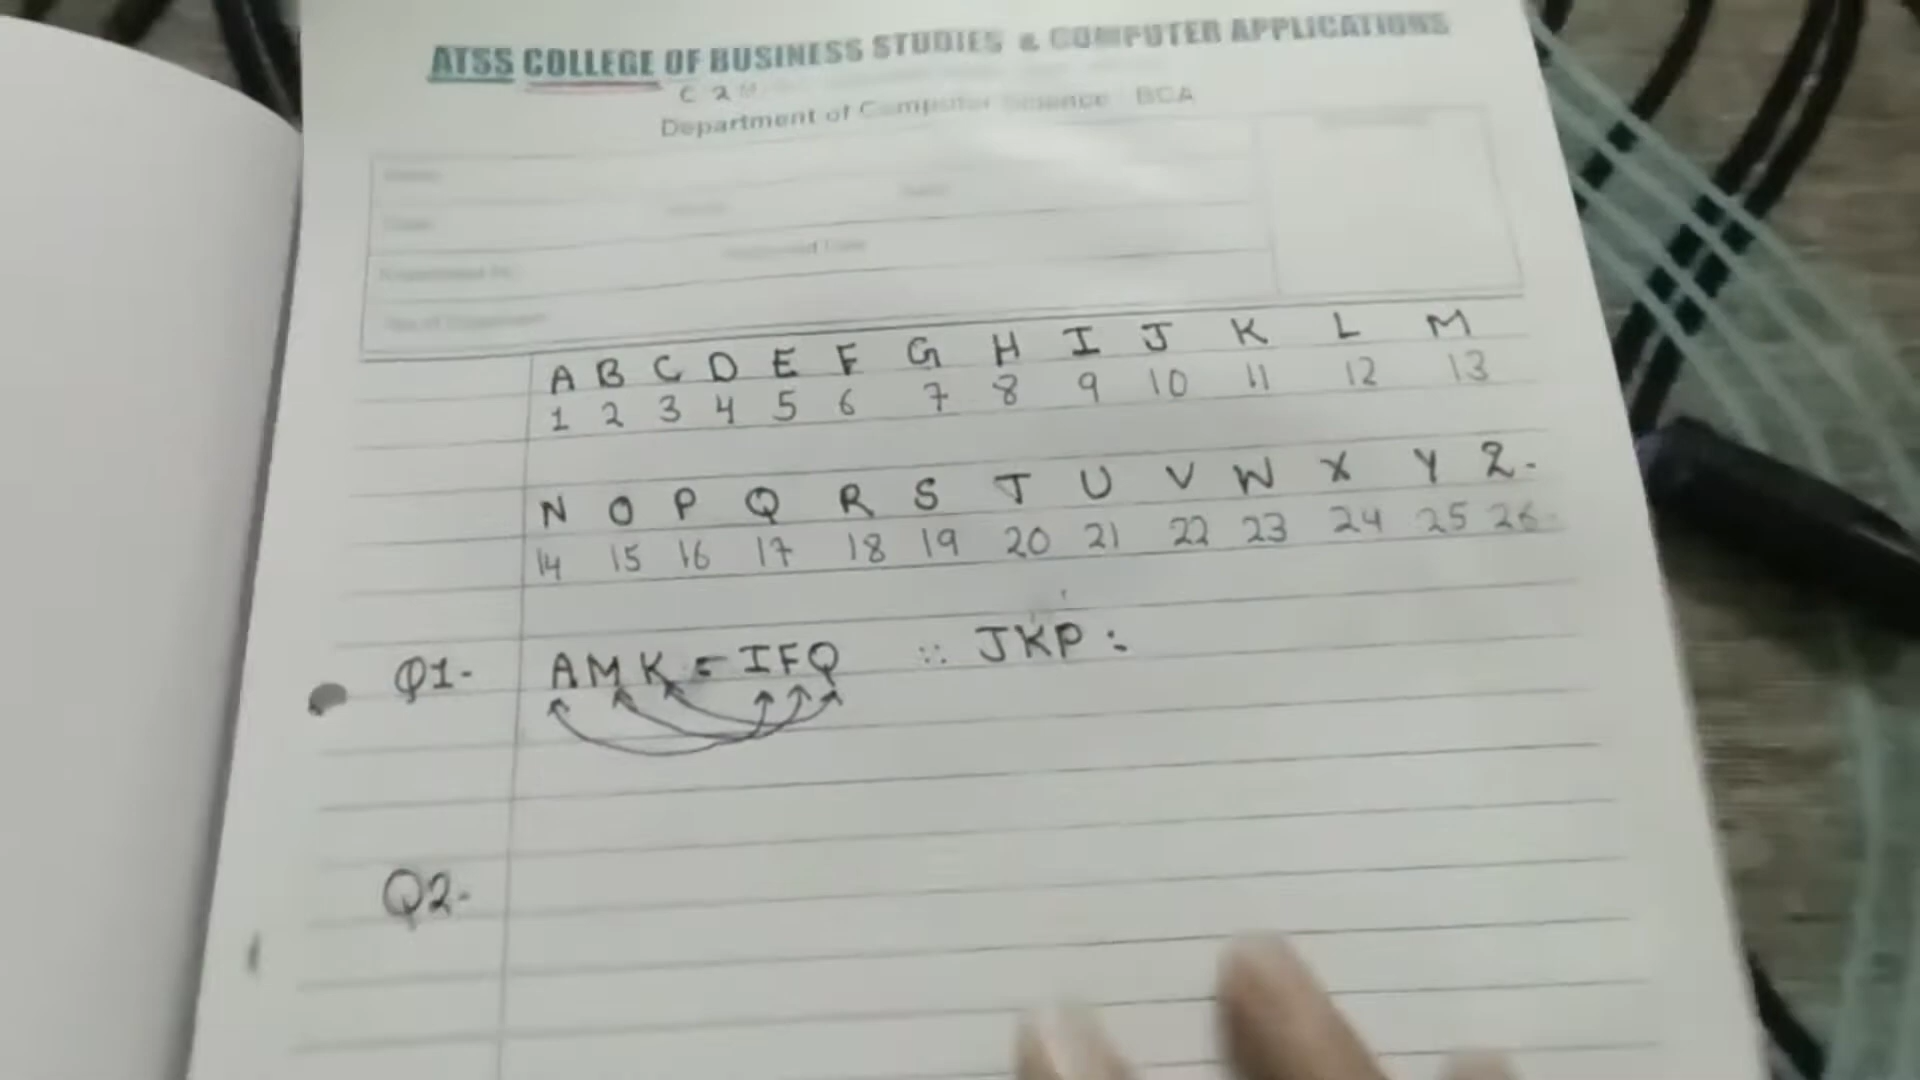 ATSS COLLEGE OF BUSINESS STUDIES & COMPUTER APPLICATIONS
Department of Computer Science BCA
A B C D E F G H I J K L M
1 2 3 4 5 6 7 8 9 10 11 12 13
N O P Q R S T U V W X Y Z.
14 15 16 17 18 19 20 21 22 23 24 25 26
Q1- AMK = IFQ ∵ JKP :
Q2-